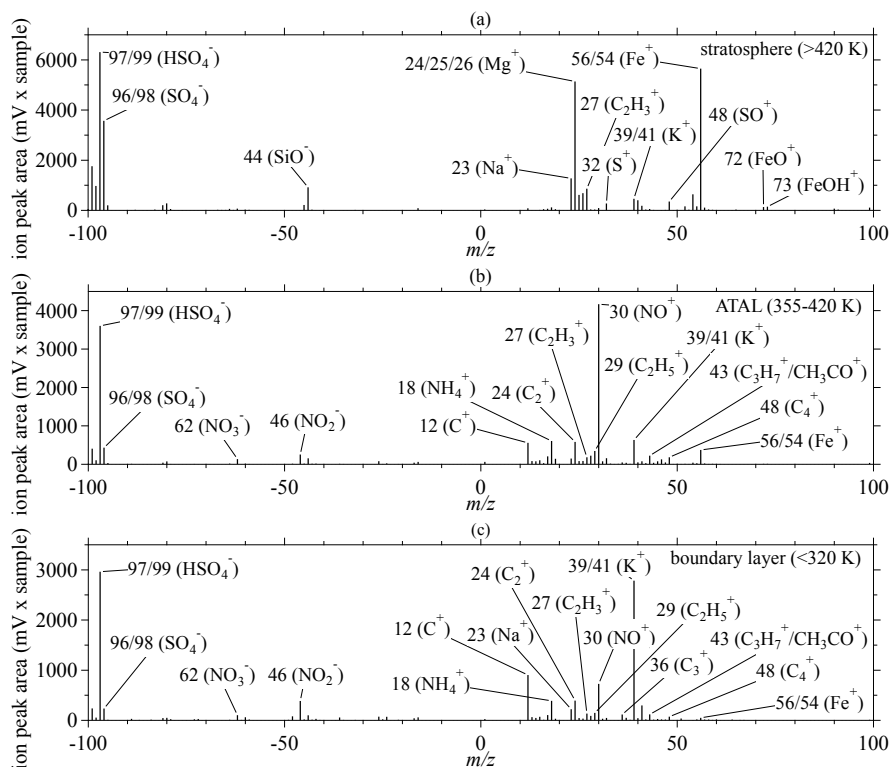 (a)
ion peak area (mV x sample)
6000
4000
2000
0
97/99 (HSO₄⁻)
96/98 (SO₄⁻)
44 (SiO⁻)
24/25/26 (Mg⁺)
56/54 (Fe⁺)
stratosphere (>420 K)
27 (C₂H₃⁺)
39/41 (K⁺)
48 (SO⁺)
23 (Na⁺)
32 (S⁺)
72 (FeO⁺)
73 (FeOH⁺)
-100 -50 0 50 100
m/z
(b)
ion peak area (mV x sample)
4000
3000
2000
1000
0
97/99 (HSO₄⁻)
96/98 (SO₄⁻)
62 (NO₃⁻)
46 (NO₂⁻)
30 (NO⁺)
ATAL (355-420 K)
27 (C₂H₃⁺)
39/41 (K⁺)
29 (C₂H₅⁺)
43 (C₃H₇⁺/CH₃CO⁺)
18 (NH₄⁺)
24 (C₂⁺)
48 (C₄⁺)
12 (C⁺)
56/54 (Fe⁺)
-100 -50 0 50 100
m/z
(c)
ion peak area (mV x sample)
3000
2000
1000
0
97/99 (HSO₄⁻)
96/98 (SO₄⁻)
62 (NO₃⁻)
46 (NO₂⁻)
39/41 (K⁺)
boundary layer (<320 K)
24 (C₂⁺)
27 (C₂H₃⁺)
29 (C₂H₅⁺)
12 (C⁺)
23 (Na⁺)
30 (NO⁺)
43 (C₃H₇⁺/CH₃CO⁺)
36 (C₃⁺)
48 (C₄⁺)
18 (NH₄⁺)
56/54 (Fe⁺)
-100 -50 0 50 100
m/z